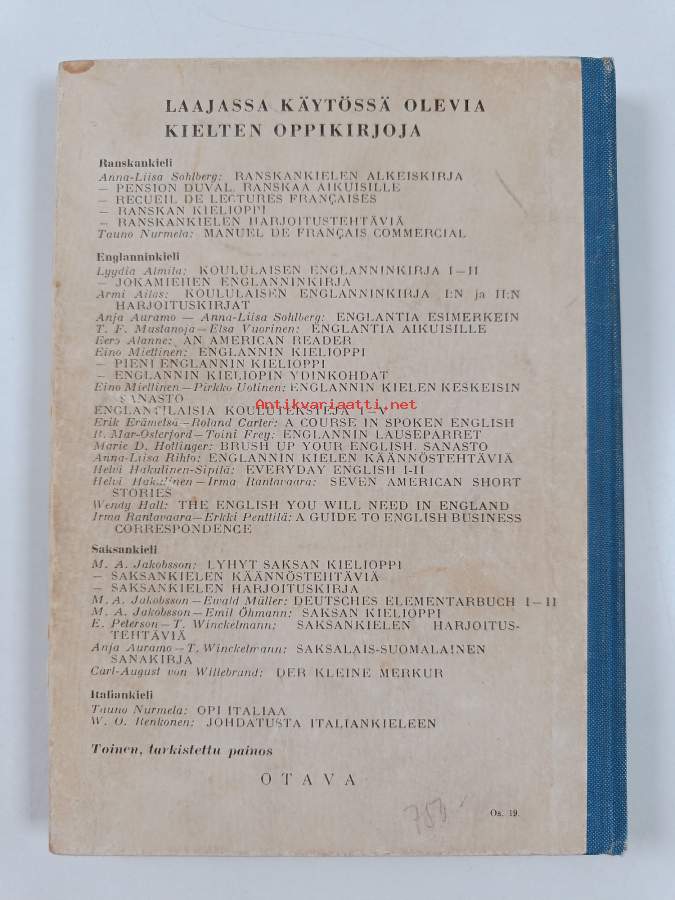 LAAJASSA KÄYTÖSSÄ OLEVIA
KIELTEN OPPIKIRJOJA
Ranskankieli
Anna-Liisa Sohlberg: RANSKANKIELEN ALKEISKIRJA
— PENSION DUVAL. RANSKAA AIKUISILLE
— RECUEIL DE LECTURES FRANÇAISES
— RANSKAN KIELIOPPI
— RANSKANKIELEN HARJOITUSTEHTÄVIÄ
Tauno Nurmela: MANUEL DE FRANÇAIS COMMERCIAL
Englanninkieli
Lyydia Almila: KOULULAISEN ENGLANNINKIRJA I—II
— JOKAMIEHEN ENGLANNINKIRJA
Armi Ailas: KOULULAISEN ENGLANNINKIRJA I:N ja II:N
HARJOITUSKIRJAT
Anja Auramo — Anna-Liisa Sohlberg: ENGLANTIA ESIMERKEIN
T. F. Mustanoja—Elsa Vuorinen: ENGLANTIA AIKUISILLE
Eero Alanne: AN AMERICAN READER
Eino Miettinen: ENGLANNIN KIELIOPPI
— PIENI ENGLANNIN KIELIOPPI
— ENGLANNIN KIELIOPIN YDINKOHDAT
Eino Miettinen—Pirkko Uotinen: ENGLANNIN KIELEN KESKEISIN
SANASTO
Antikvariaatti.net
ENGLANTILAISIA KOULUTEKSTEJÄ I—V
Erik Erämetsä—Roland Carter: A COURSE IN SPOKEN ENGLISH
R. Mar-Österford—Toini Frey: ENGLANNIN LAUSEPARRET
Marie D. Hottinger: BRUSH UP YOUR ENGLISH. SANASTO
Anna-Liisa Rihto: ENGLANNIN KIELEN KÄÄNNÖSTEHTÄVIÄ
Helvi Hakulinen-Sipilä: EVERYDAY ENGLISH I-II
Helvi Hakulinen—Irma Rantavaara: SEVEN AMERICAN SHORT
STORIES
Wendy Hall: THE ENGLISH YOU WILL NEED IN ENGLAND
Irma Rantavaara—Erkki Penttilä: A GUIDE TO ENGLISH BUSINESS
CORRESPONDENCE
Saksankieli
M. A. Jakobsson: LYHYT SAKSAN KIELIOPPI
— SAKSANKIELEN KÄÄNNÖSTEHTÄVIÄ
— SAKSANKIELEN HARJOITUSKIRJA
M. A. Jakobsson—Ewald Müller: DEUTSCHES ELEMENTARBUCH I—II
M. A. Jakobsson—Emil Öhmann: SAKSAN KIELIOPPI
E. Peterson—T. Winckelmann: SAKSANKIELEN HARJOITUS-
TEHTÄVIÄ
Anja Auramo—T. Winckelmann: SAKSALAIS-SUOMALAINEN
SANAKIRJA
Carl-August von Willebrand: DER KLEINE MERKUR
Italiankieli
Tauno Nurmela: OPI ITALIAA
W. O. Renkonen: JOHDATUSTA ITALIANKIELEEN
Toinen, tarkistettu painos
OTAVA
750:-
Os. 19.